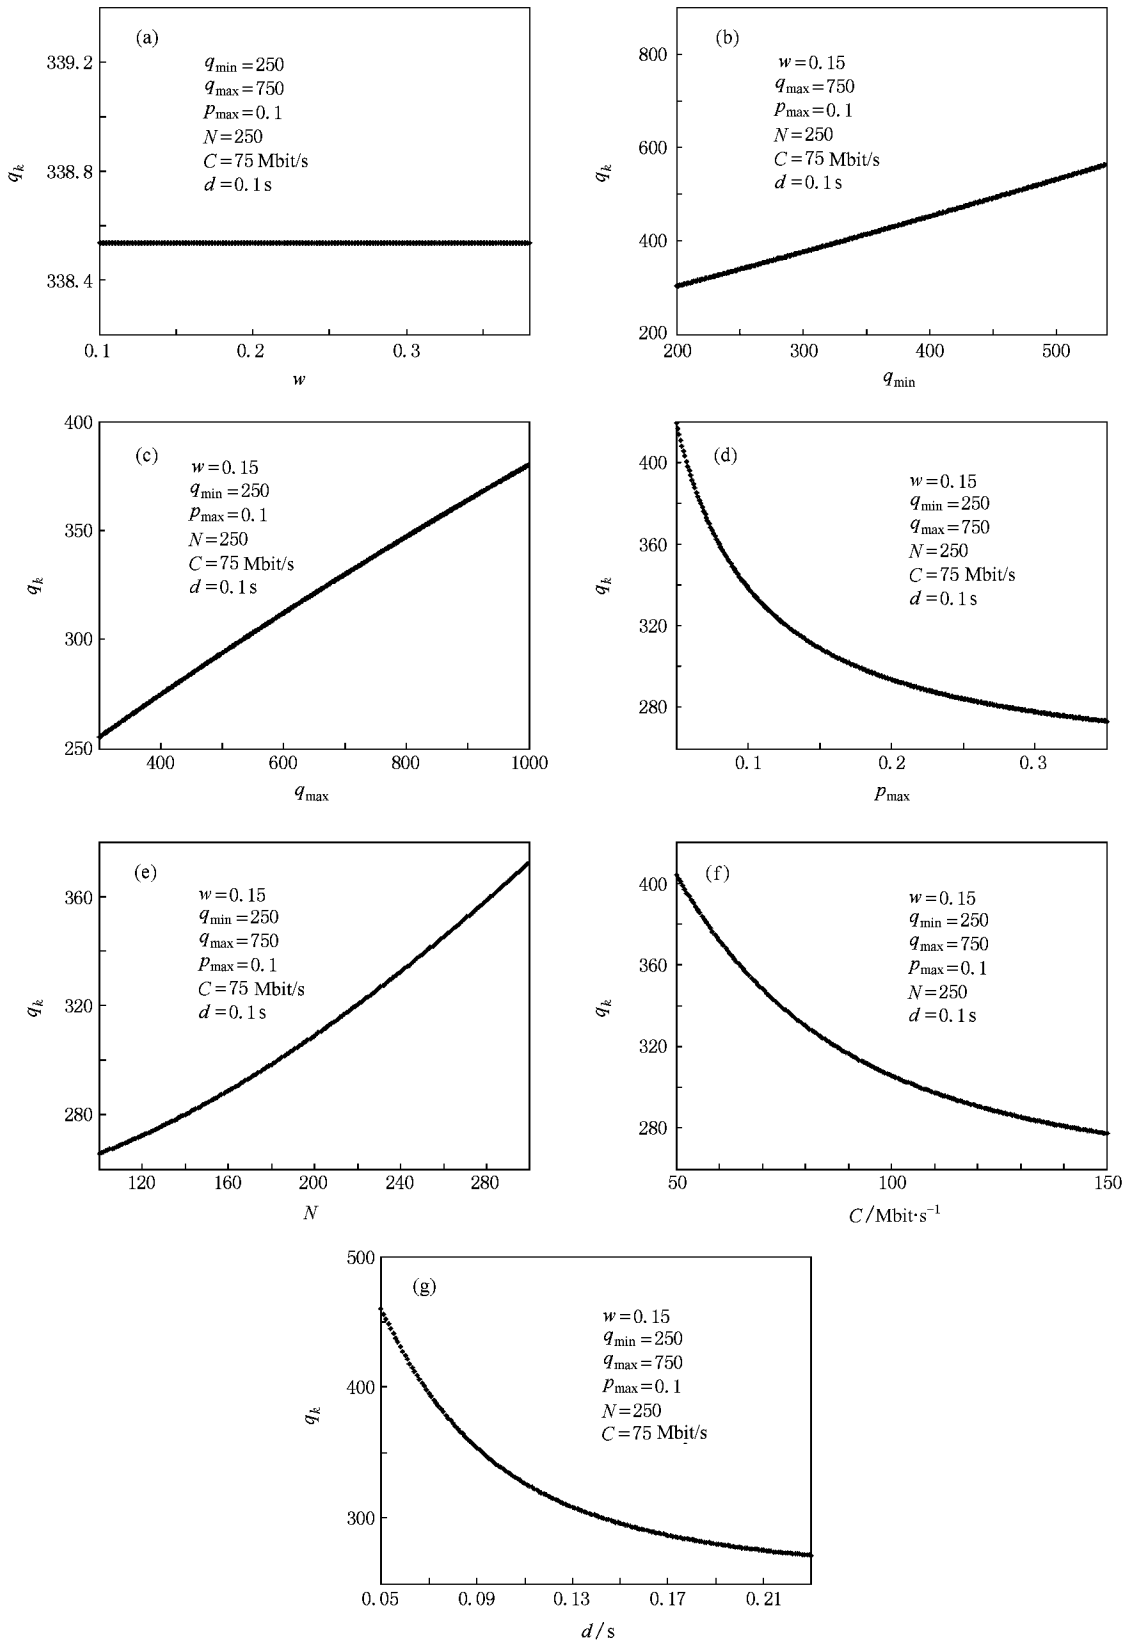 (a)
q_min=250
q_max=750
p_max=0.1
N=250
C=75 Mbit/s
d=0.1s
339.2
338.8
338.4
q_k
0.1 0.2 0.3
w
(b)
w=0.15
q_max=750
p_max=0.1
N=250
C=75 Mbit/s
d=0.1s
800
600
400
200
q_k
200 300 400 500
q_min
(c)
w=0.15
q_min=250
p_max=0.1
N=250
C=75 Mbit/s
d=0.1s
400
350
300
250
q_k
400 600 800 1000
q_max
(d)
w=0.15
q_min=250
q_max=750
N=250
C=75 Mbit/s
d=0.1s
400
360
320
280
q_k
0.1 0.2 0.3
p_max
(e)
w=0.15
q_min=250
q_max=750
p_max=0.1
C=75 Mbit/s
d=0.1s
360
320
280
q_k
120 160 200 240 280
N
(f)
w=0.15
q_min=250
q_max=750
p_max=0.1
N=250
d=0.1s
400
360
320
280
q_k
50 100 150
C/Mbit·s⁻¹
(g)
w=0.15
q_min=250
q_max=750
p_max=0.1
N=250
C=75 Mbit/s
500
400
300
q_k
0.05 0.09 0.13 0.17 0.21
d/s